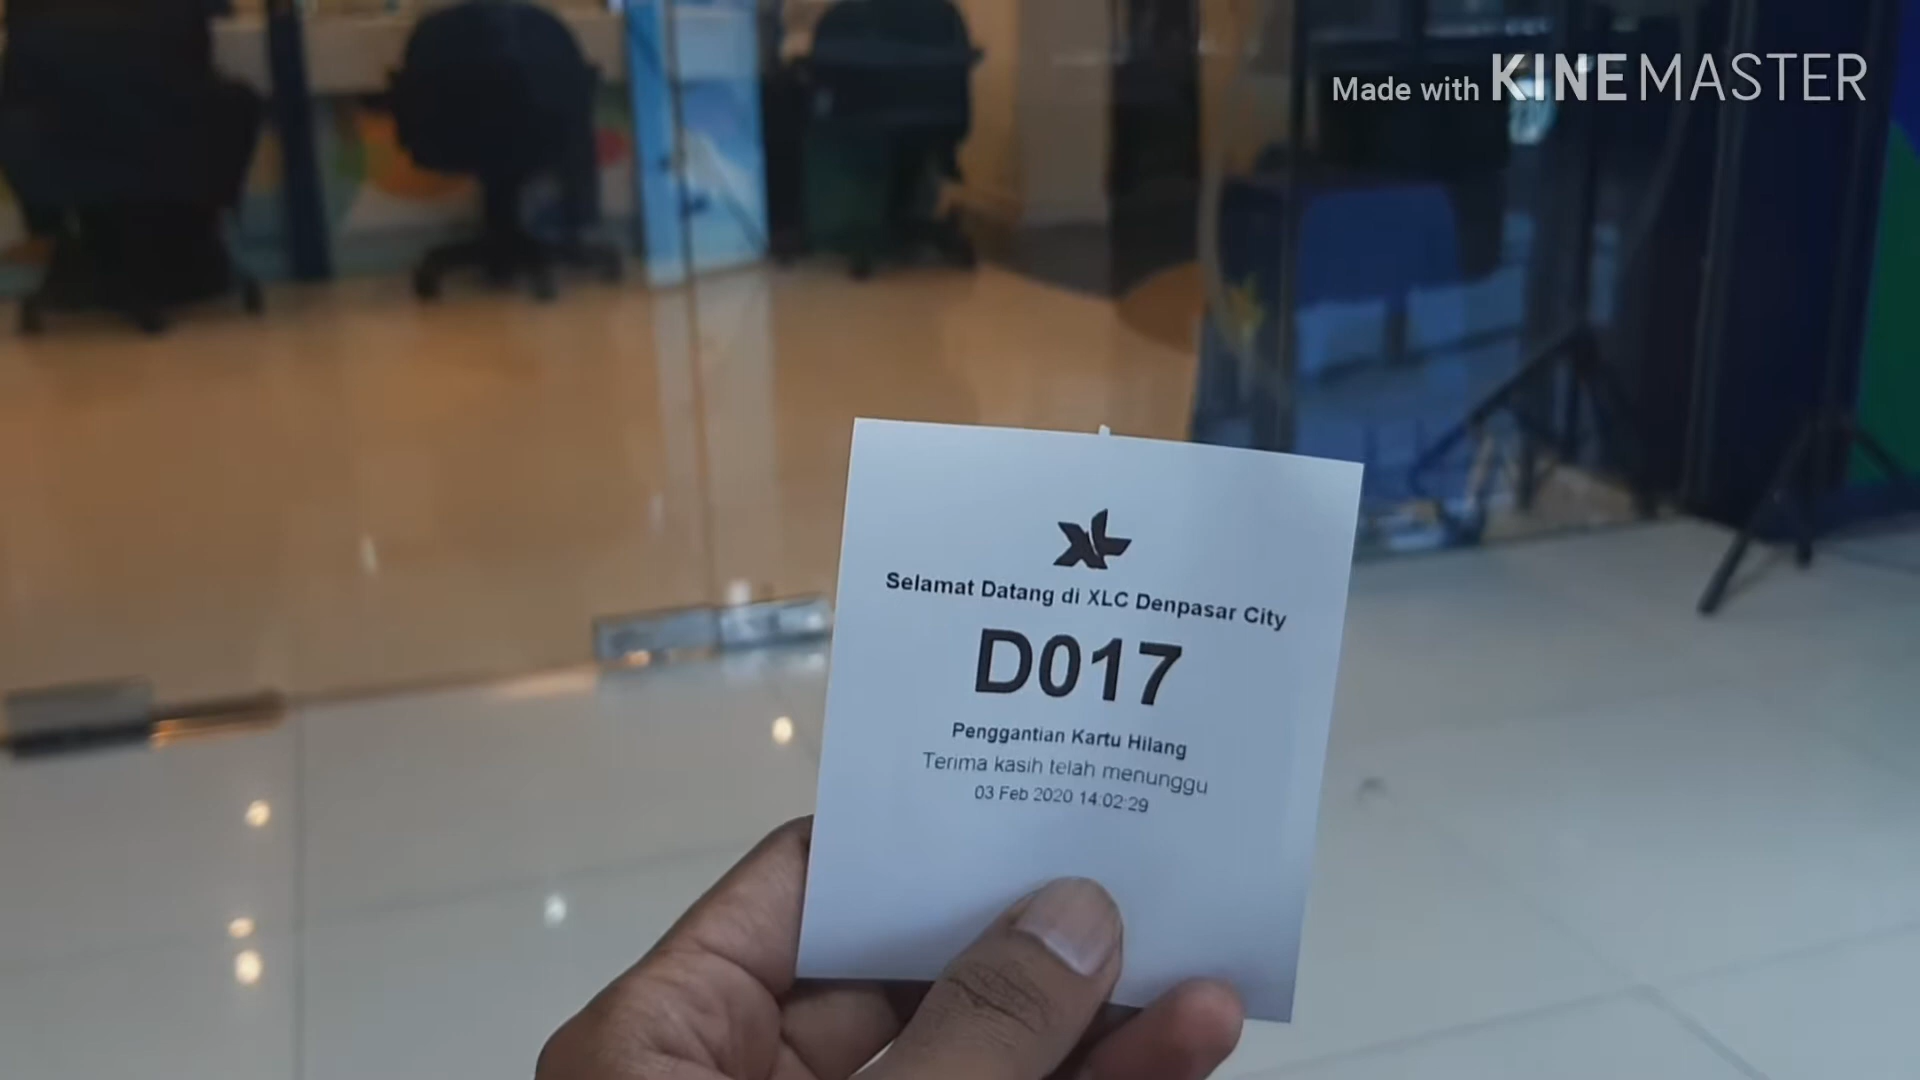 Made with KINEMASTER
XL
Selamat Datang di XLC Denpasar City
D017
Penggantian Kartu Hilang
Terima kasih telah menunggu
03 Feb 2020 14:02:29